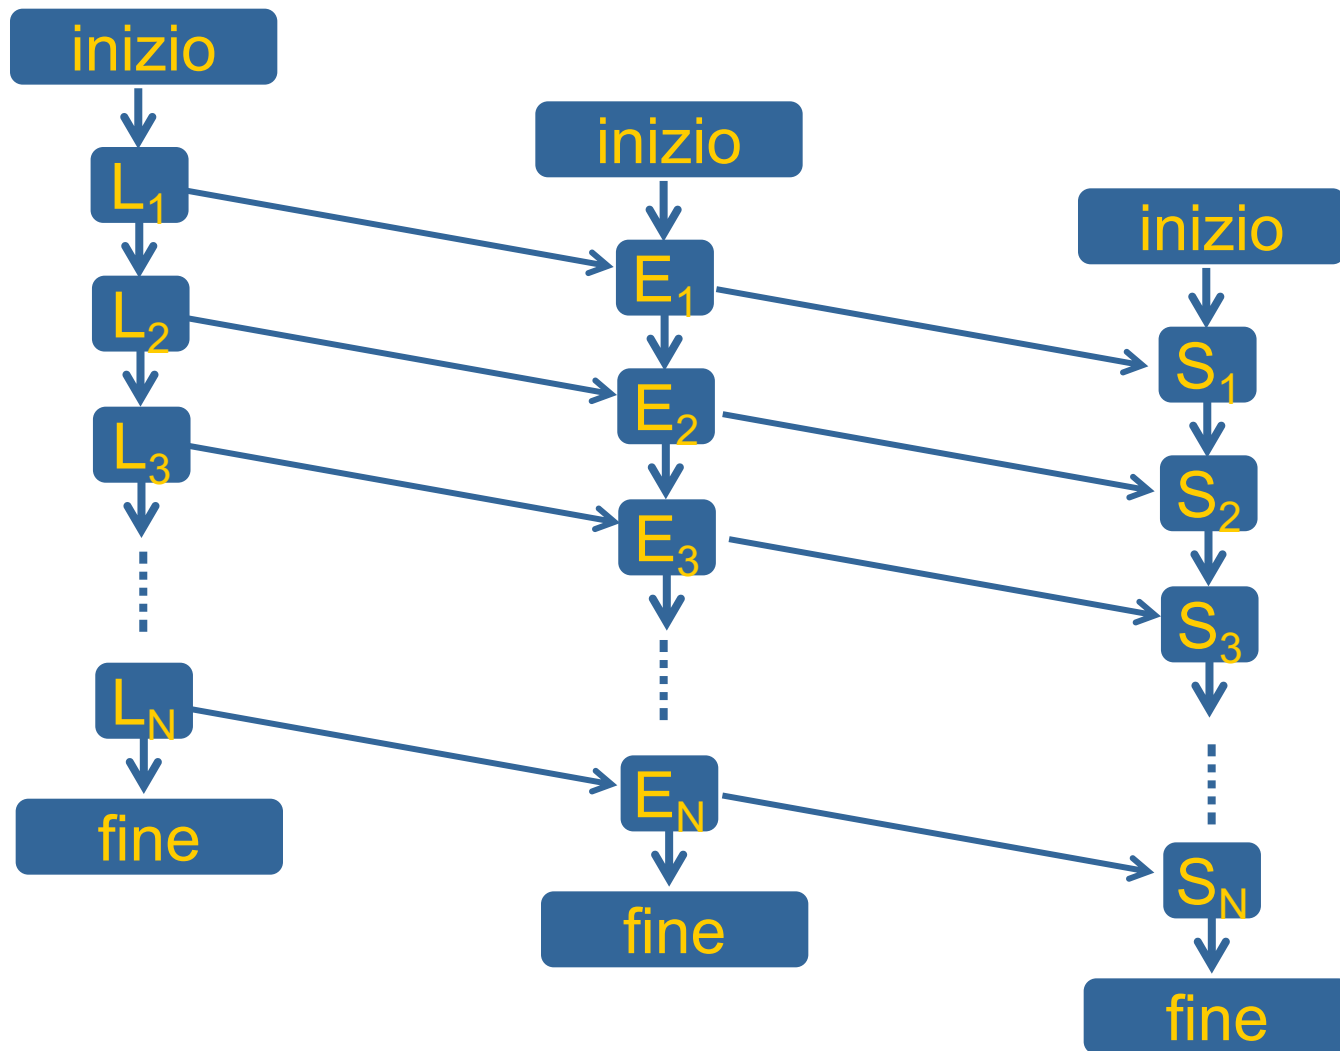 inizio
L1
L2
L3
LN
fine
inizio
E1
E2
E3
EN
fine
inizio
S1
S2
S3
SN
fine